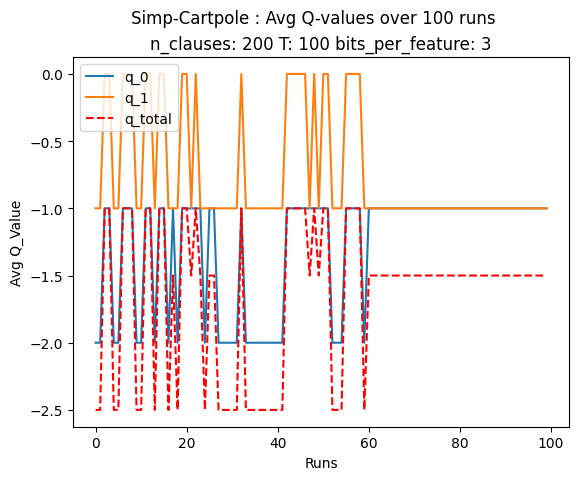 Simp-Cartpole : Avg Q-values over 100 runs
n_clauses: 200 T: 100 bits_per_feature: 3
q_0
q_1
q_total
0.0
−0.5
−1.0
−1.5
−2.0
−2.5
Avg Q_Value
0 20 40 60 80 100
Runs